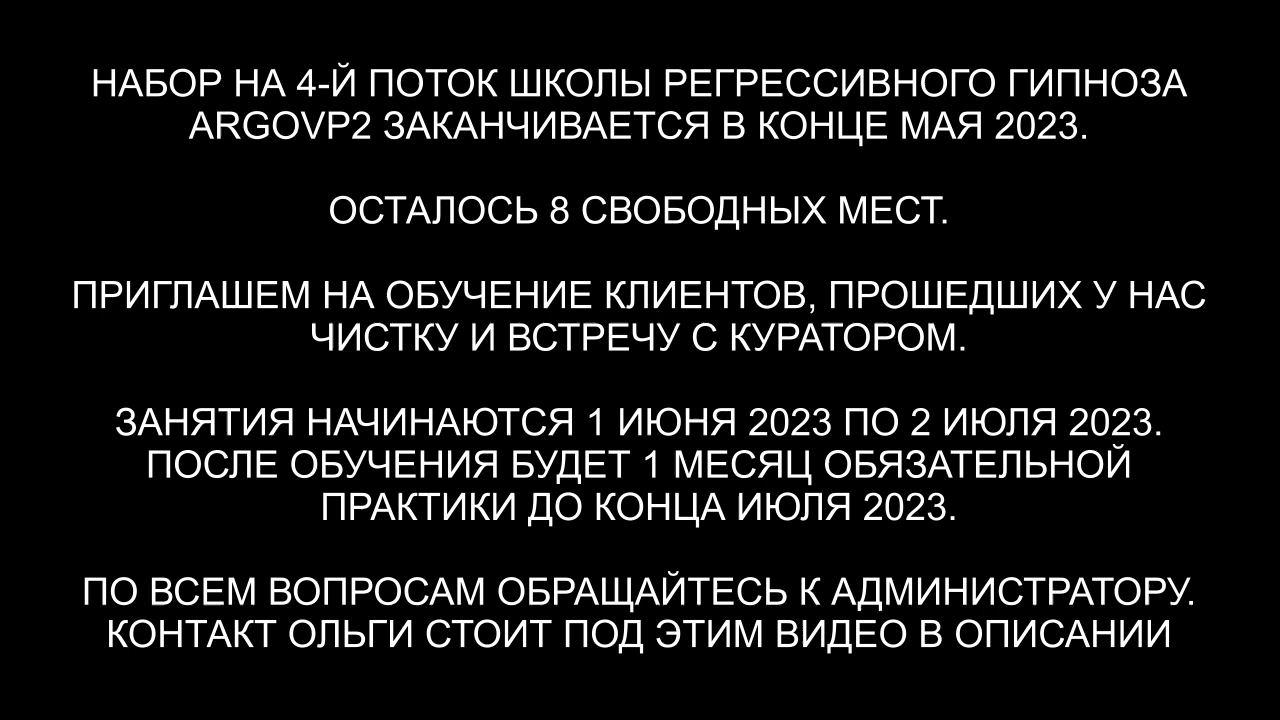 НАБОР НА 4-Й ПОТОК ШКОЛЫ РЕГРЕССИВНОГО ГИПНОЗА
ARGOVP2 ЗАКАНЧИВАЕТСЯ В КОНЦЕ МАЯ 2023.
ОСТАЛОСЬ 8 СВОБОДНЫХ МЕСТ.
ПРИГЛАШЕМ НА ОБУЧЕНИЕ КЛИЕНТОВ, ПРОШЕДШИХ У НАС
ЧИСТКУ И ВСТРЕЧУ С КУРАТОРОМ.
ЗАНЯТИЯ НАЧИНАЮТСЯ 1 ИЮНЯ 2023 ПО 2 ИЮЛЯ 2023.
ПОСЛЕ ОБУЧЕНИЯ БУДЕТ 1 МЕСЯЦ ОБЯЗАТЕЛЬНОЙ
ПРАКТИКИ ДО КОНЦА ИЮЛЯ 2023.
ПО ВСЕМ ВОПРОСАМ ОБРАЩАЙТЕСЬ К АДМИНИСТРАТОРУ.
КОНТАКТ ОЛЬГИ СТОИТ ПОД ЭТИМ ВИДЕО В ОПИСАНИИ